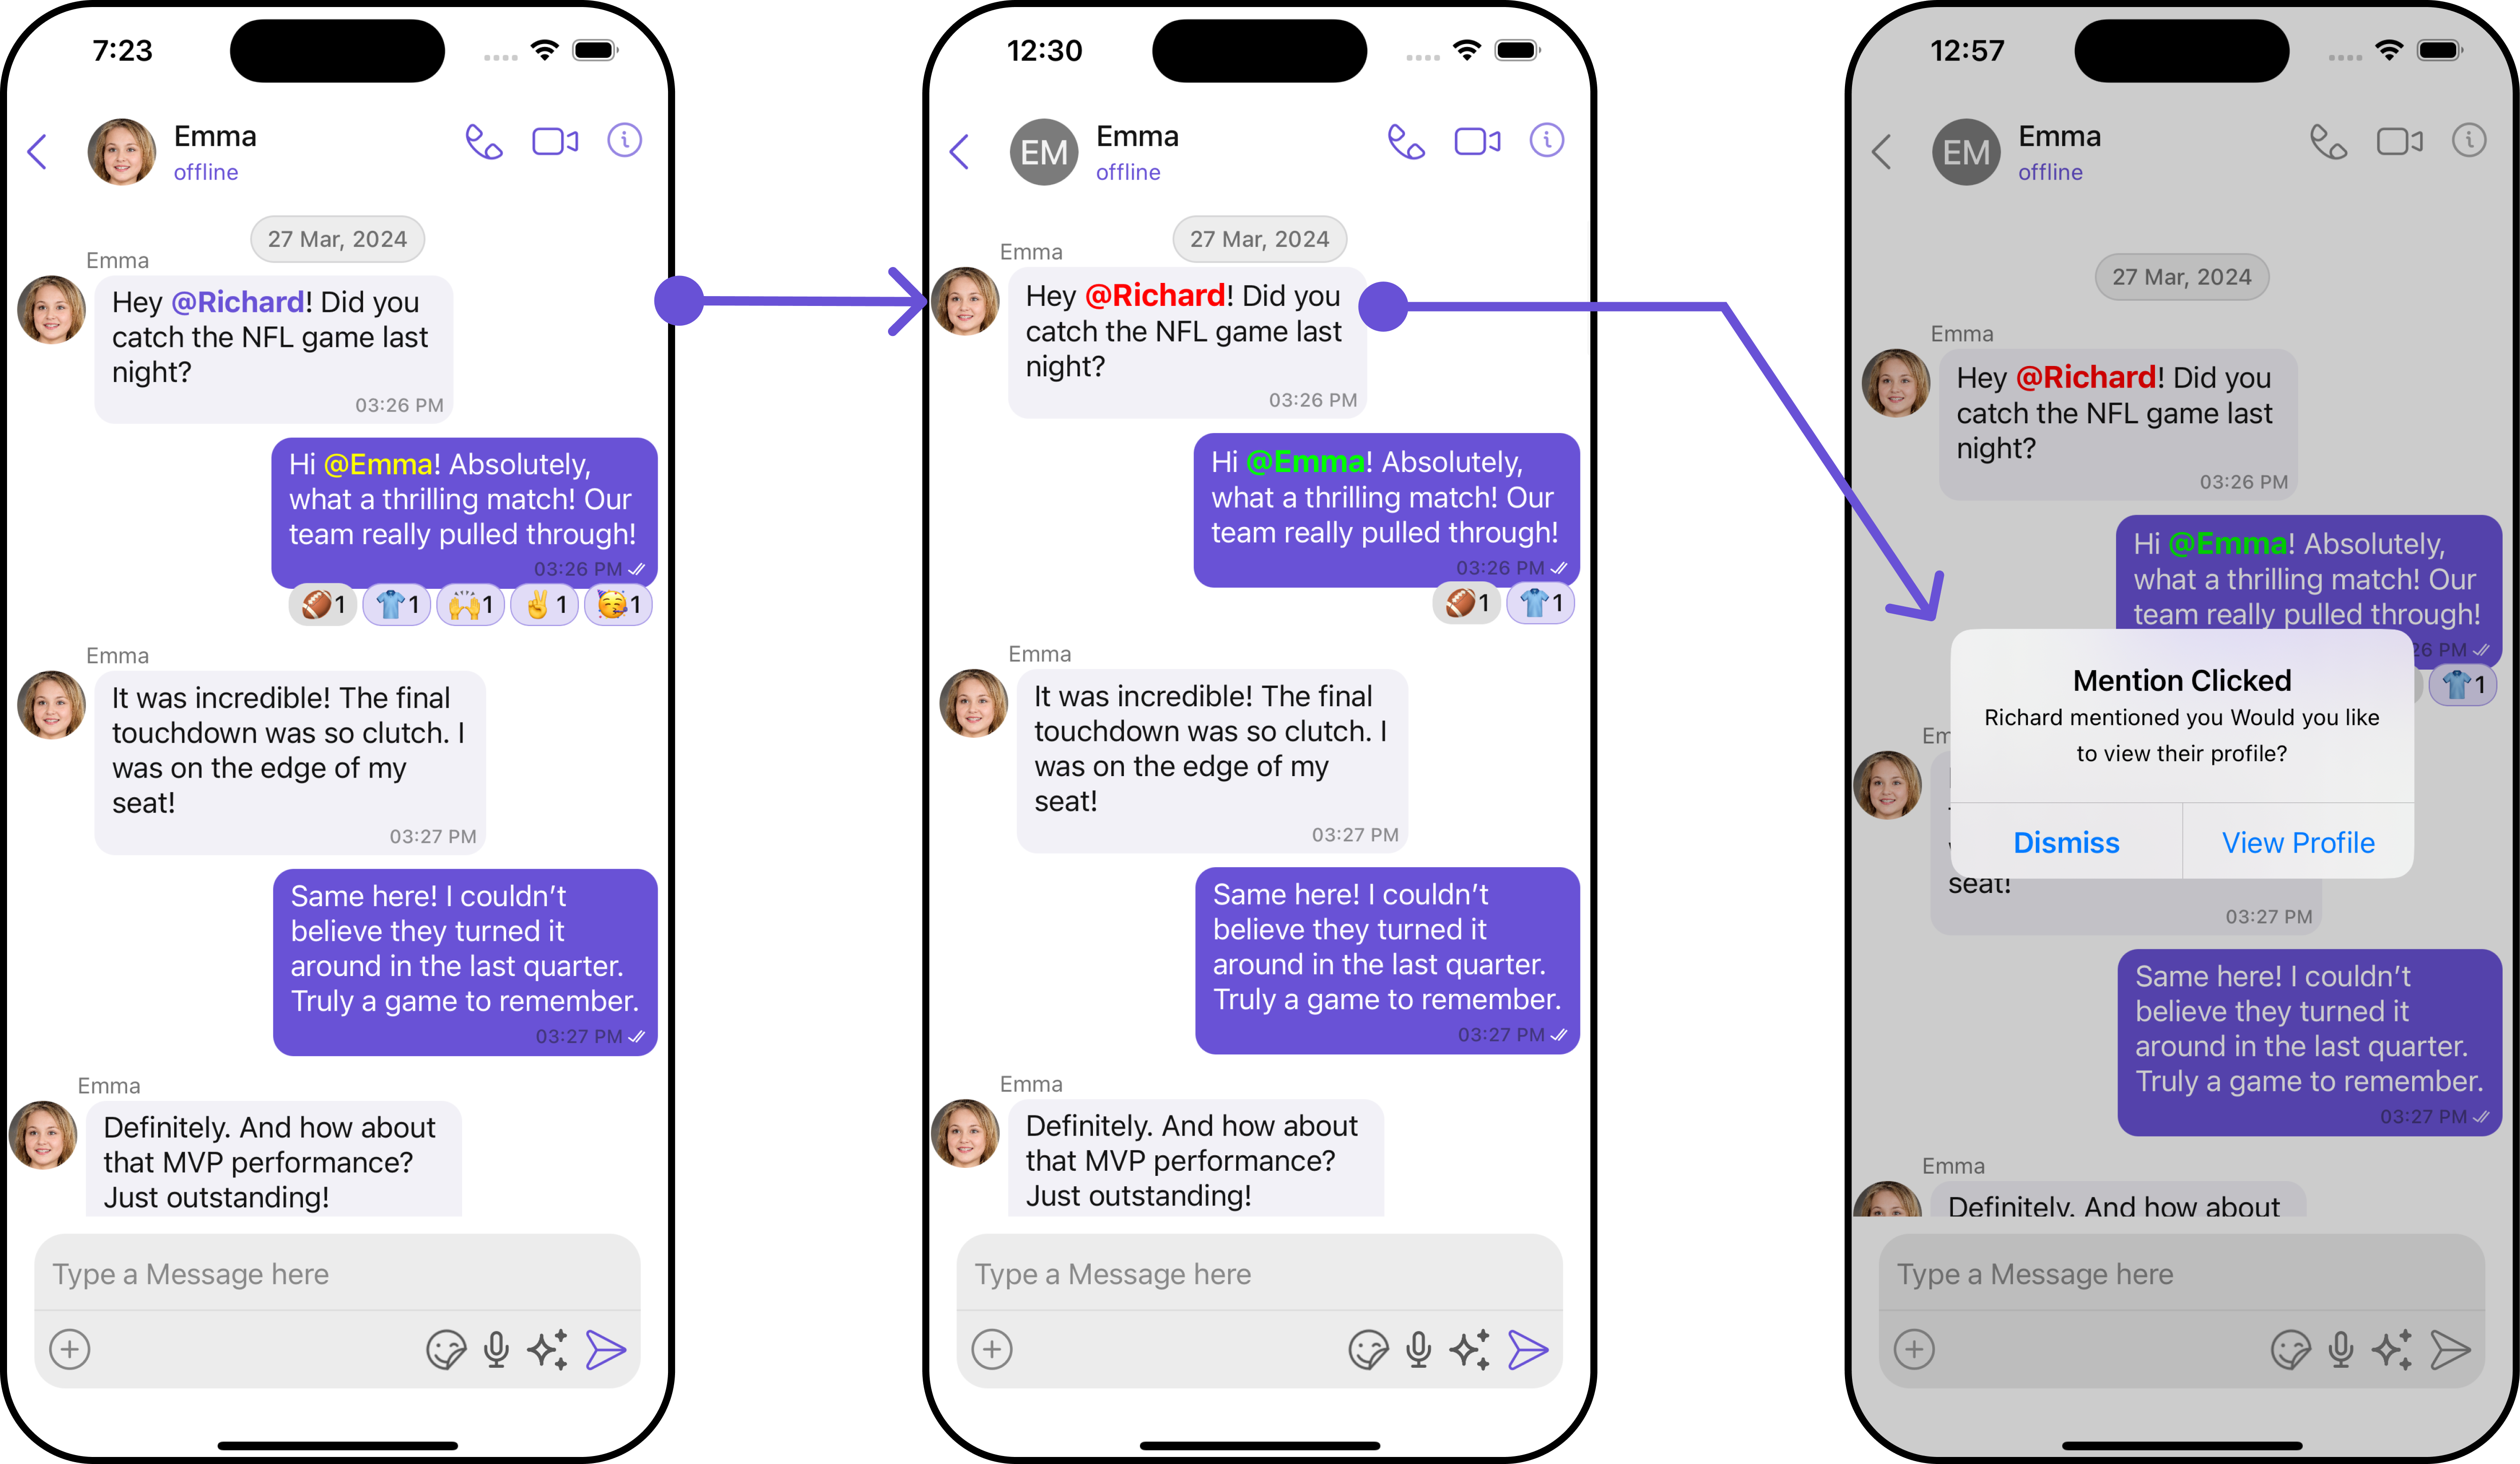 7:23
Emma
offline
27 Mar, 2024
Emma
Hey @Richard! Did you
catch the NFL game last
night?
03:26 PM
Hi @Emma! Absolutely,
what a thrilling match! Our
team really pulled through!
03:26 PM
1 1 1 1 1
Emma
It was incredible! The final
touchdown was so clutch. I
was on the edge of my
seat!
03:27 PM
Same here! I couldn’t
believe they turned it
around in the last quarter.
Truly a game to remember.
03:27 PM
Emma
Definitely. And how about
that MVP performance?
Just outstanding!
Type a Message here
12:30
EM
Emma
offline
27 Mar, 2024
Emma
Hey @Richard! Did you
catch the NFL game last
night?
03:26 PM
Hi @Emma! Absolutely,
what a thrilling match! Our
team really pulled through!
03:26 PM
1 1
Emma
It was incredible! The final
touchdown was so clutch. I
was on the edge of my
seat!
03:27 PM
Same here! I couldn’t
believe they turned it
around in the last quarter.
Truly a game to remember.
03:27 PM
Emma
Definitely. And how about
that MVP performance?
Just outstanding!
Type a Message here
12:57
EM
Emma
offline
27 Mar, 2024
Emma
Hey @Richard! Did you
catch the NFL game last
night?
03:26 PM
Hi @Emma! Absolutely,
what a thrilling match! Our
team really pulled through!
26 PM
1
Em
Mention Clicked
Richard mentioned you Would you like
to view their profile?
Dismiss
View Profile
seat!
03:27 PM
Same here! I couldn’t
believe they turned it
around in the last quarter.
Truly a game to remember.
03:27 PM
Emma
Definitely. And how about
Type a Message here